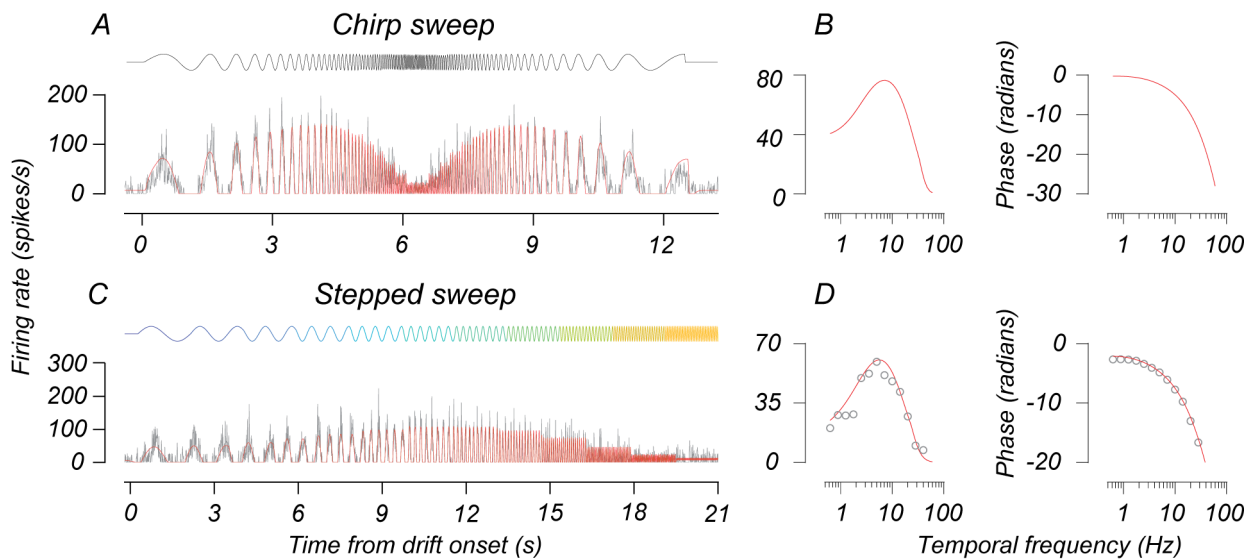 A
Chirp sweep
B
200
100
0
0 3 6 9 12
80
40
0
1 10 100
Phase (radians)
0
-10
-20
-30
1 10 100
Firing rate (spikes/s)
C
Stepped sweep
D
300
200
100
0
0 3 6 9 12 15 18 21
Time from drift onset (s)
70
35
0
1 10 100
Phase (radians)
0
-10
-20
1 10 100
Temporal frequency (Hz)